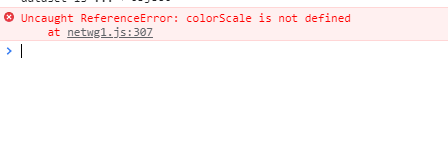 Uncaught ReferenceError: colorScale is not defined
at netwg1.js:307
>